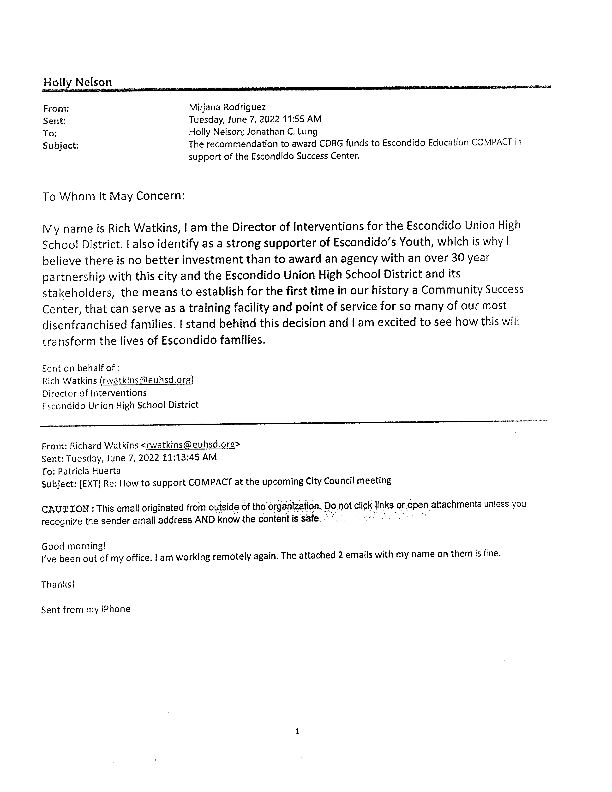 Holly Nelson
From: Mirjana Rodriguez
Sent: Tuesday, June 7, 2022 11:55 AM
To: Holly Nelson; Jonathan C. Lung
Subject: The recommendation to award CDBG funds to Escondido Education COMPACT in
support of the Escondido Success Center.
To Whom It May Concern:
My name is Rich Watkins, I am the Director of Interventions for the Escondido Union High
School District. I also identify as a strong supporter of Escondido's Youth, which is why I
believe there is no better investment than to award an agency with an over 30 year
partnership with this city and the Escondido Union High School District and its
stakeholders, the means to establish for the first time in our history a Community Success
Center, that can serve as a training facility and point of service for so many of our most
disenfranchised families. I stand behind this decision and I am excited to see how this will
transform the lives of Escondido families.
Sent on behalf of :
Rich Watkins (rwatkins@euhsd.org)
Director of Interventions
Escondido Union High School District
From: Richard Watkins <rwatkins@euhsd.org>
Sent: Tuesday, June 7, 2022 11:13:45 AM
To: Patricia Huerta
Subject: [EXT] Re: How to support COMPACT at the upcoming City Council meeting
CAUTION : This email originated from outside of the organization. Do not click links or open attachments unless you
recognize the sender email address AND know the content is safe.
Good morning!
I've been out of my office. I am working remotely again. The attached 2 emails with my name on them is fine.
Thanks!
Sent from my iPhone
1